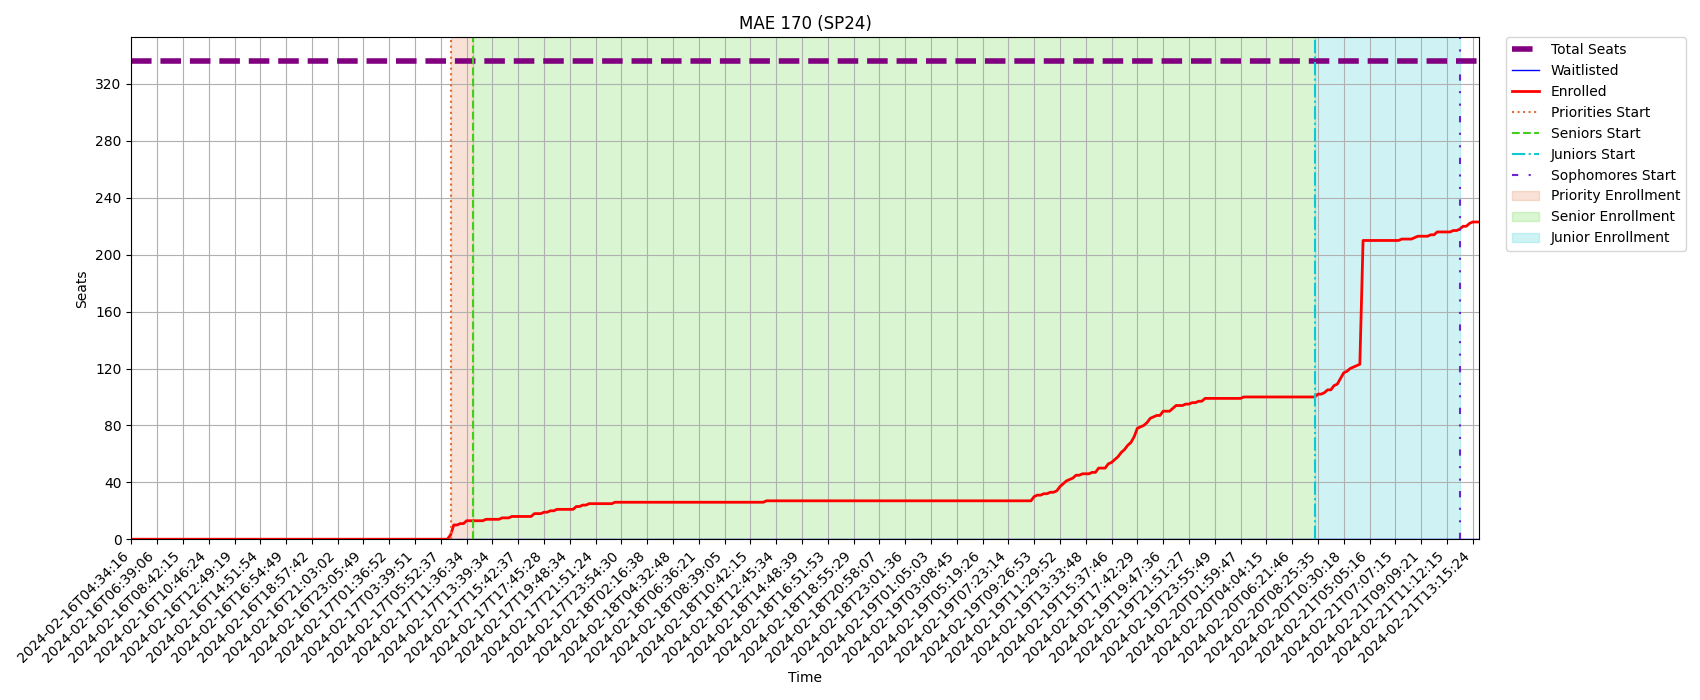 MAE 170 (SP24)
Seats
320
280
240
200
160
120
80
40
0
2024-02-16T04:34:16
2024-02-16T06:39:06
2024-02-16T08:42:15
2024-02-16T10:46:24
2024-02-16T12:49:19
2024-02-16T14:51:54
2024-02-16T16:54:49
2024-02-16T18:57:42
2024-02-16T21:03:02
2024-02-16T23:05:49
2024-02-17T01:36:52
2024-02-17T03:39:51
2024-02-17T05:52:37
2024-02-17T11:36:34
2024-02-17T13:39:34
2024-02-17T15:42:37
2024-02-17T17:45:28
2024-02-17T19:48:34
2024-02-17T21:51:24
2024-02-17T23:54:30
2024-02-18T02:16:38
2024-02-18T04:32:48
2024-02-18T06:36:21
2024-02-18T08:39:05
2024-02-18T10:42:15
2024-02-18T12:45:34
2024-02-18T14:48:39
2024-02-18T16:51:53
2024-02-18T18:55:29
2024-02-18T20:58:07
2024-02-18T23:01:36
2024-02-19T01:05:03
2024-02-19T03:08:45
2024-02-19T05:19:26
2024-02-19T07:23:14
2024-02-19T09:26:53
2024-02-19T11:29:52
2024-02-19T13:33:48
2024-02-19T15:37:46
2024-02-19T17:42:29
2024-02-19T19:47:36
2024-02-19T21:51:27
2024-02-19T23:55:49
2024-02-20T01:59:47
2024-02-20T04:04:15
2024-02-20T06:21:46
2024-02-20T08:25:35
2024-02-20T10:30:18
2024-02-21T05:05:16
2024-02-21T07:07:15
2024-02-21T09:09:21
2024-02-21T11:12:15
2024-02-21T13:15:24
Time
Total Seats
Waitlisted
Enrolled
Priorities Start
Seniors Start
Juniors Start
Sophomores Start
Priority Enrollment
Senior Enrollment
Junior Enrollment